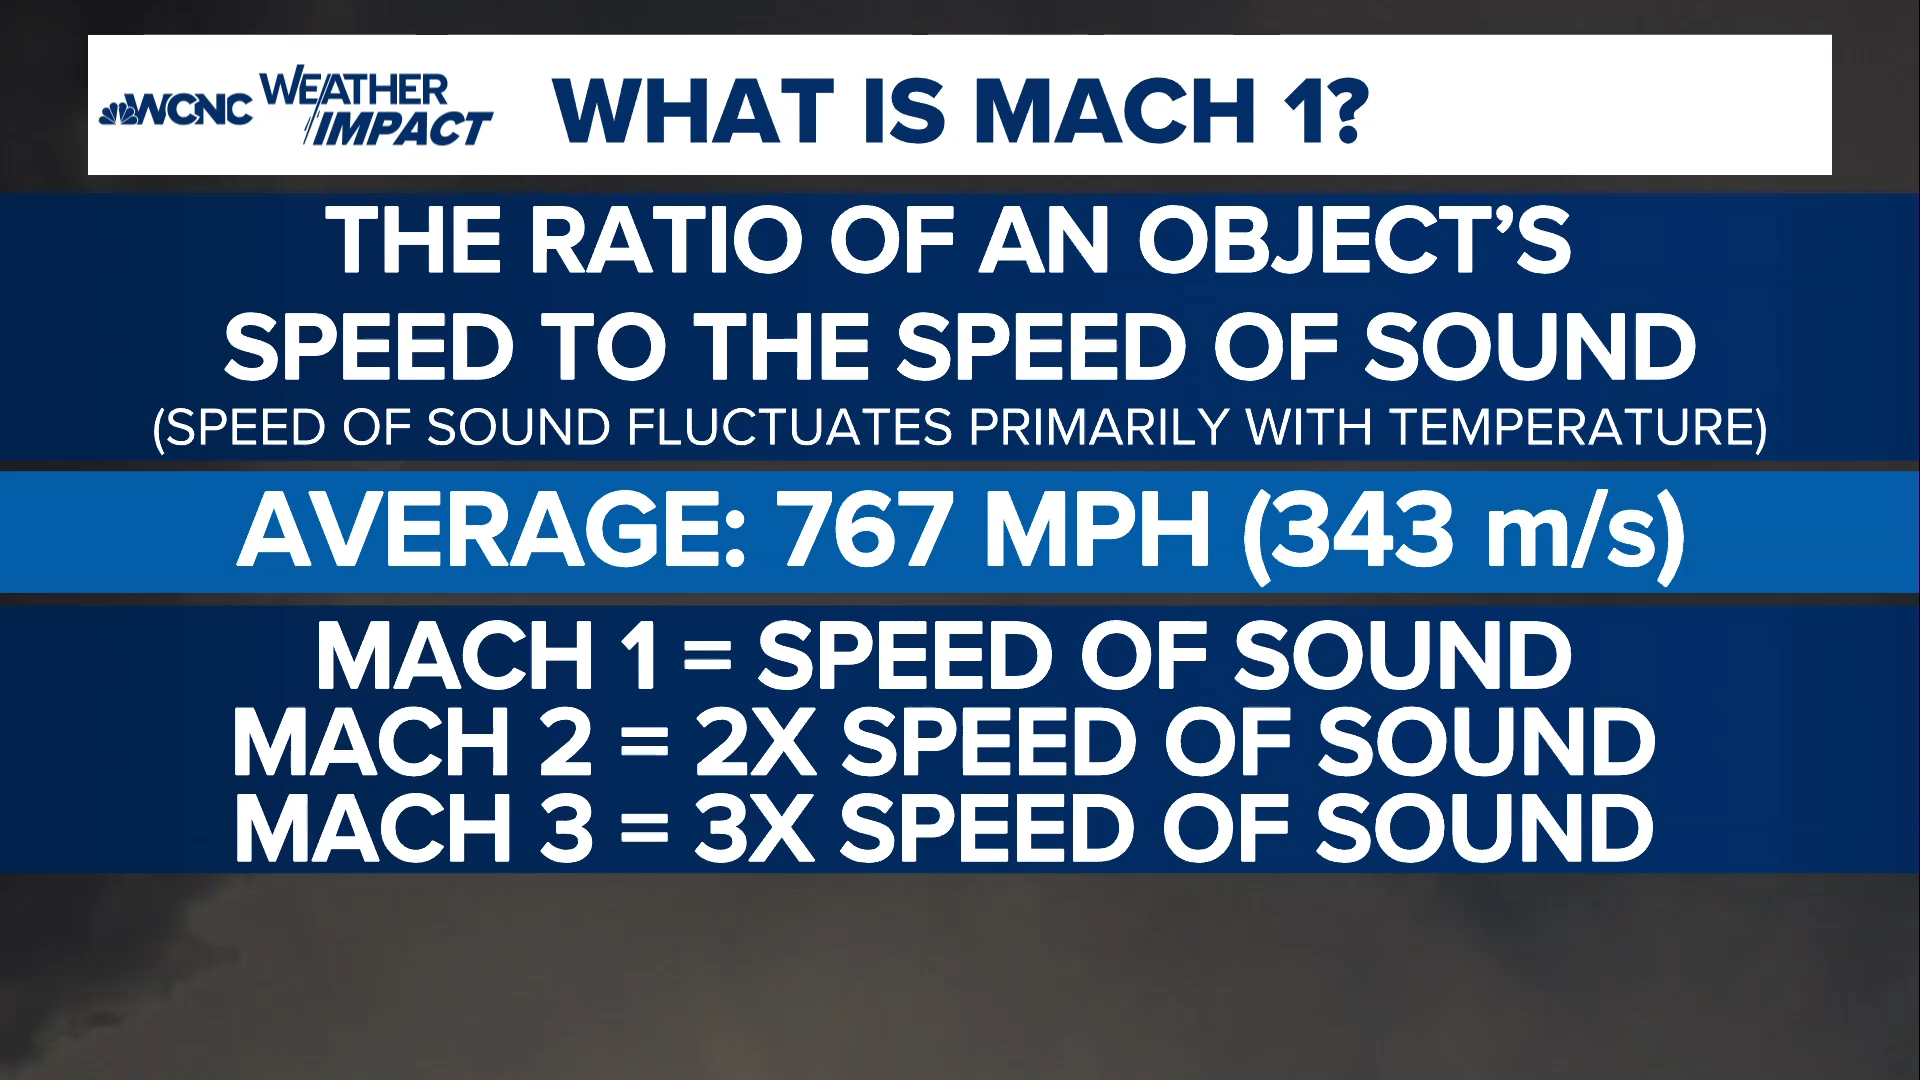 WCNC WEATHER IMPACT WHAT IS MACH 1?
THE RATIO OF AN OBJECT’S
SPEED TO THE SPEED OF SOUND
(SPEED OF SOUND FLUCTUATES PRIMARILY WITH TEMPERATURE)
AVERAGE: 767 MPH (343 m/s)
MACH 1 = SPEED OF SOUND
MACH 2 = 2X SPEED OF SOUND
MACH 3 = 3X SPEED OF SOUND